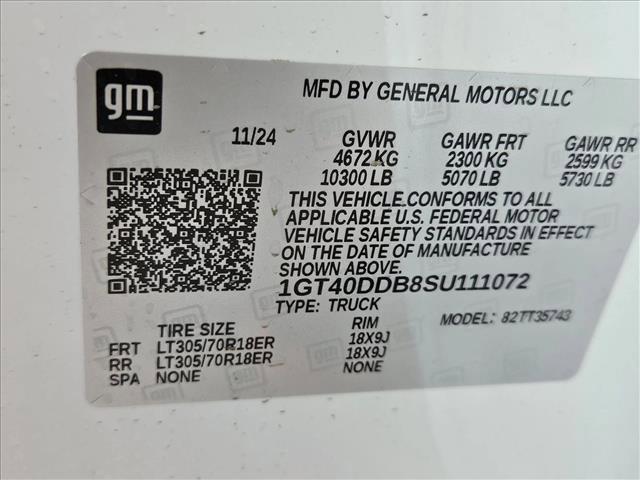 gm
MFD BY GENERAL MOTORS LLC
11/24 GVWR GAWR FRT GAWR RR
4672 KG 2300 KG 2599 KG
10300 LB 5070 LB 5730 LB
THIS VEHICLE CONFORMS TO ALL
APPLICABLE U.S. FEDERAL MOTOR
VEHICLE SAFETY STANDARDS IN EFFECT
ON THE DATE OF MANUFACTURE
SHOWN ABOVE.
1GT40DDB8SU111072
TYPE: TRUCK MODEL: 82TT35743
TIRE SIZE RIM
FRT LT305/70R18ER 18X9J
RR LT305/70R18ER 18X9J
SPA NONE NONE